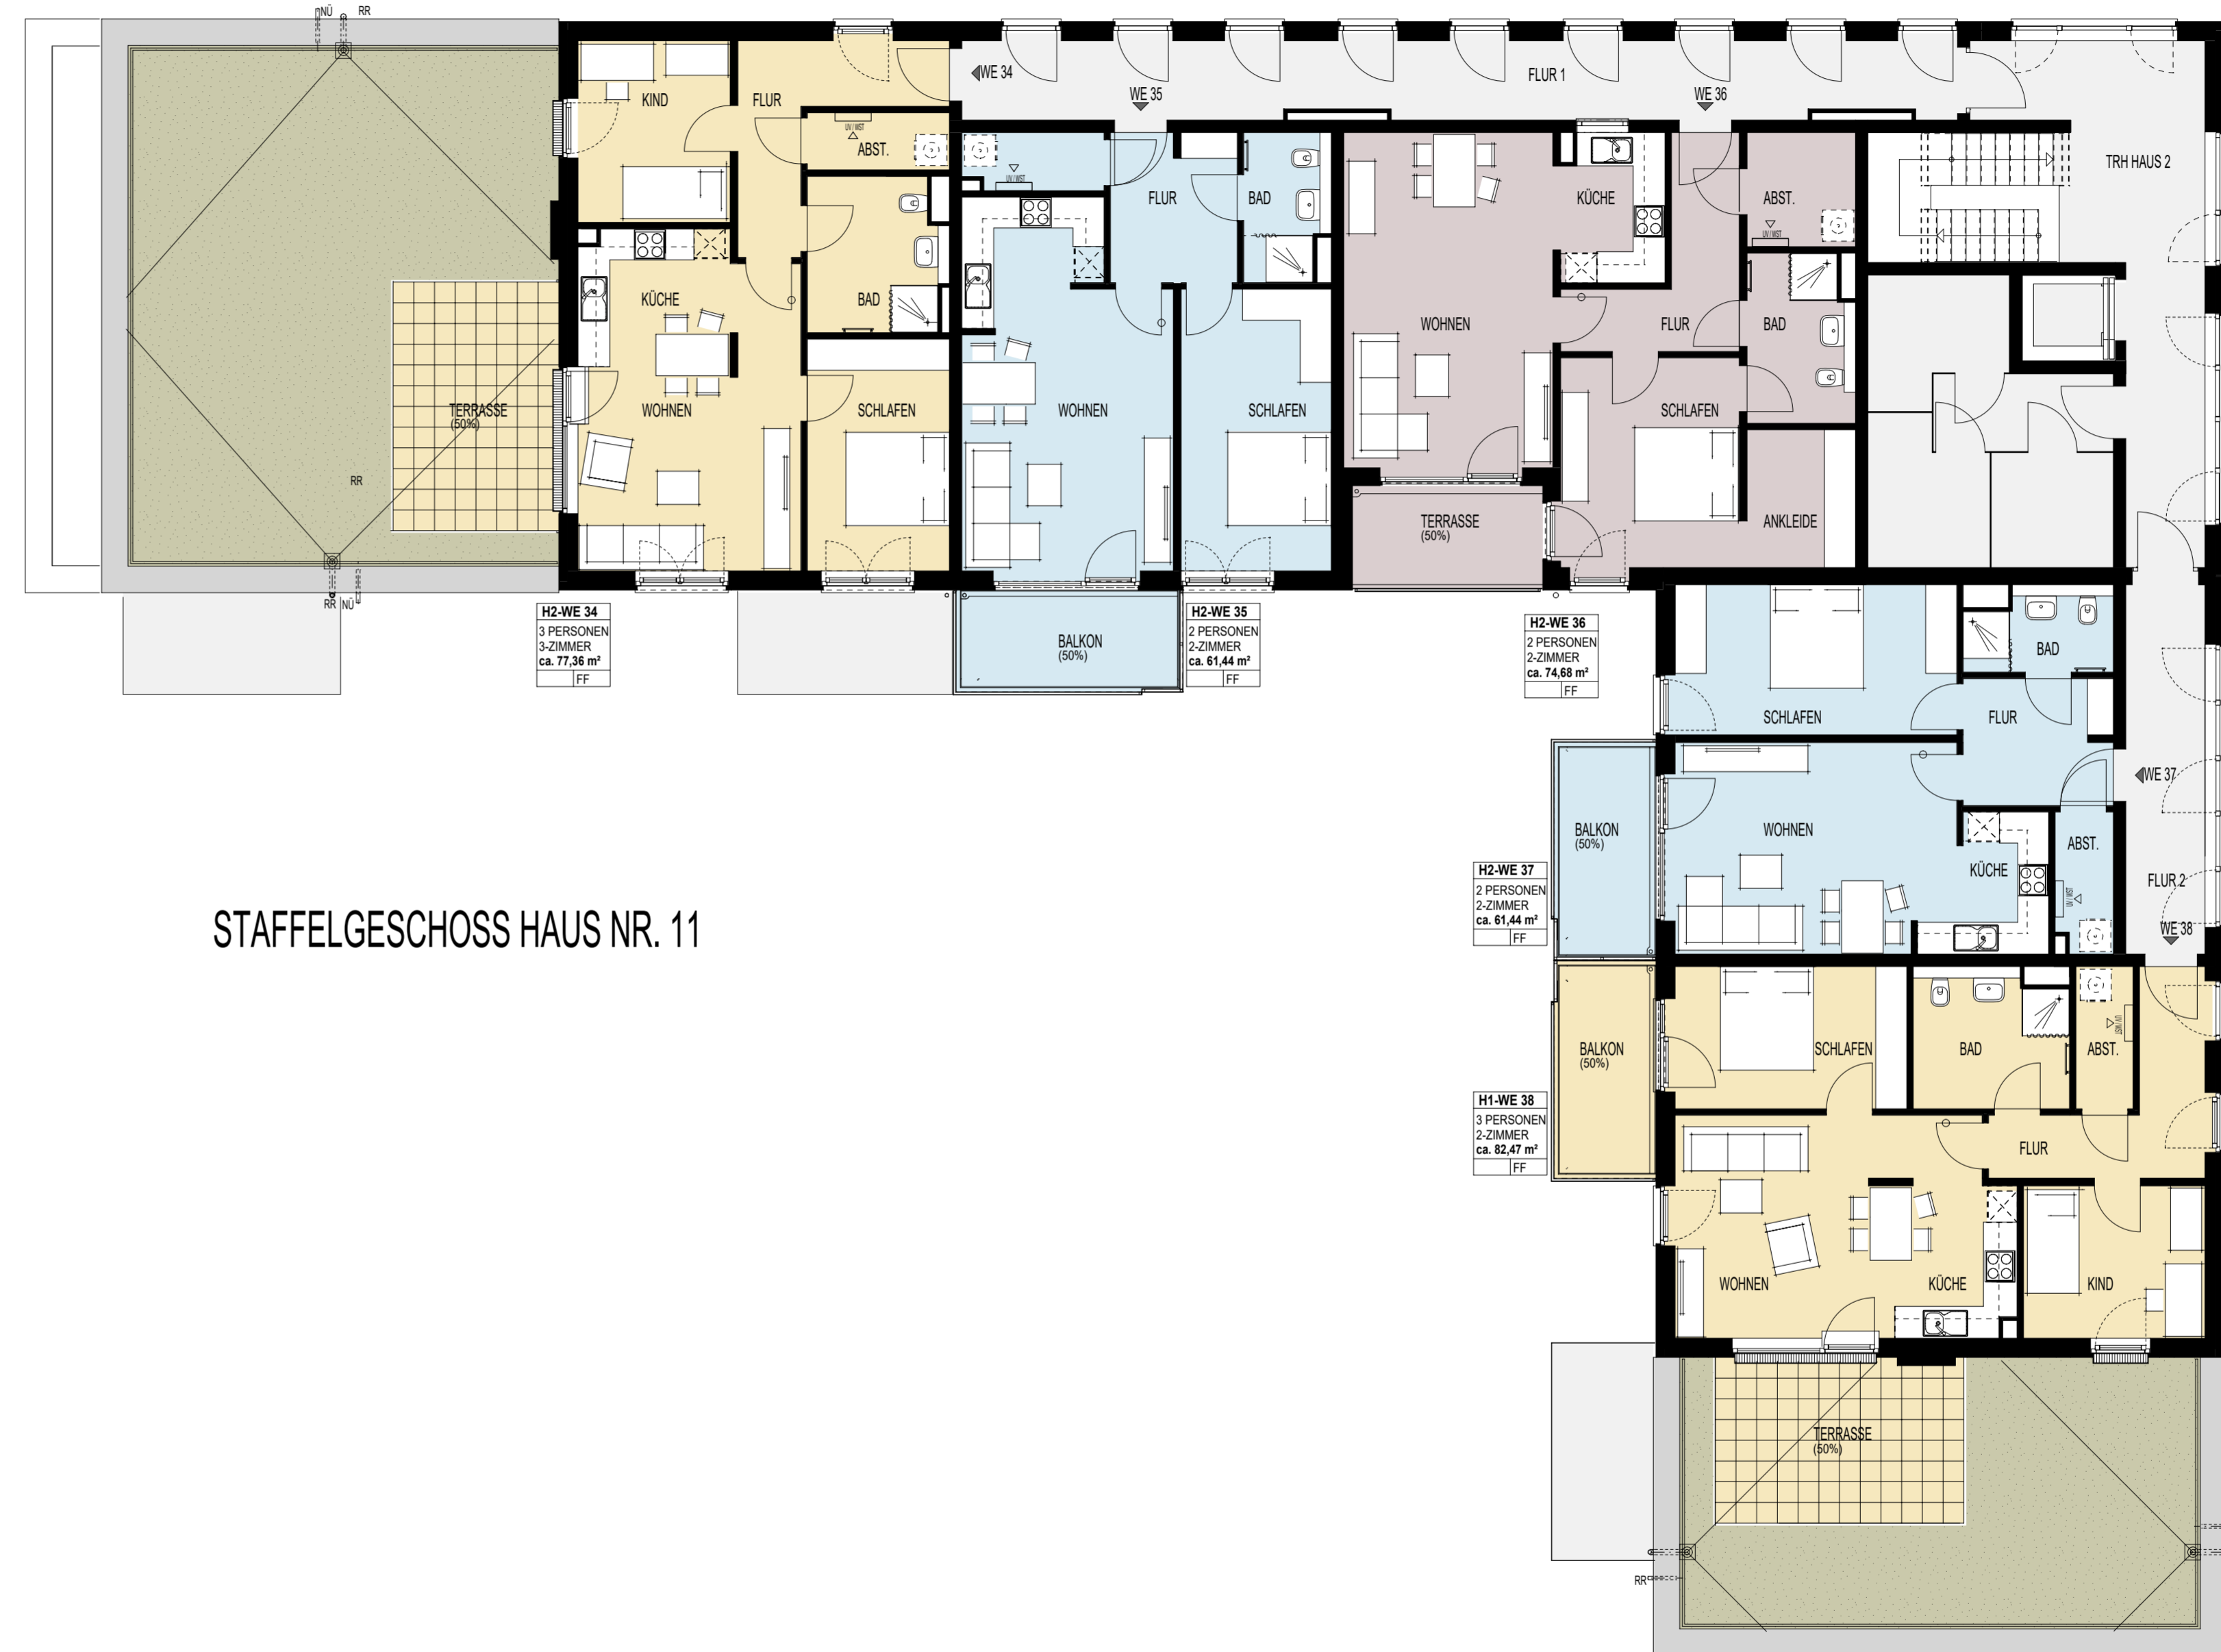 NÜ
RR
WE 34
WE 35
FLUR 1
WE 36
TRH HAUS 2
KIND
FLUR
UV / WST
ABST.
BAD
KÜCHE
WOHNEN
SCHLAFEN
TERRASSE
(50%)
RR
RR
NÜ
UV / WST
FLUR
BAD
WOHNEN
SCHLAFEN
BALKON
(50%)
KÜCHE
WOHNEN
ABST.
UV / WST
FLUR
BAD
SCHLAFEN
ANKLEIDE
TERRASSE
(50%)
H2-WE 34
3 PERSONEN
3-ZIMMER
ca. 77,36 m²
FF
H2-WE 35
2 PERSONEN
2-ZIMMER
ca. 61,44 m²
FF
H2-WE 36
2 PERSONEN
2-ZIMMER
ca. 74,68 m²
FF
BAD
SCHLAFEN
FLUR
WE 37
WOHNEN
BALKON
(50%)
KÜCHE
ABST.
UV / WST
FLUR 2
WE 38
H2-WE 37
2 PERSONEN
2-ZIMMER
ca. 61,44 m²
FF
STAFFELGESCHOSS HAUS NR. 11
BALKON
(50%)
SCHLAFEN
BAD
ABST.
UV / WST
H1-WE 38
3 PERSONEN
2-ZIMMER
ca. 82,47 m²
FF
FLUR
WOHNEN
KÜCHE
KIND
TERRASSE
(50%)
RR